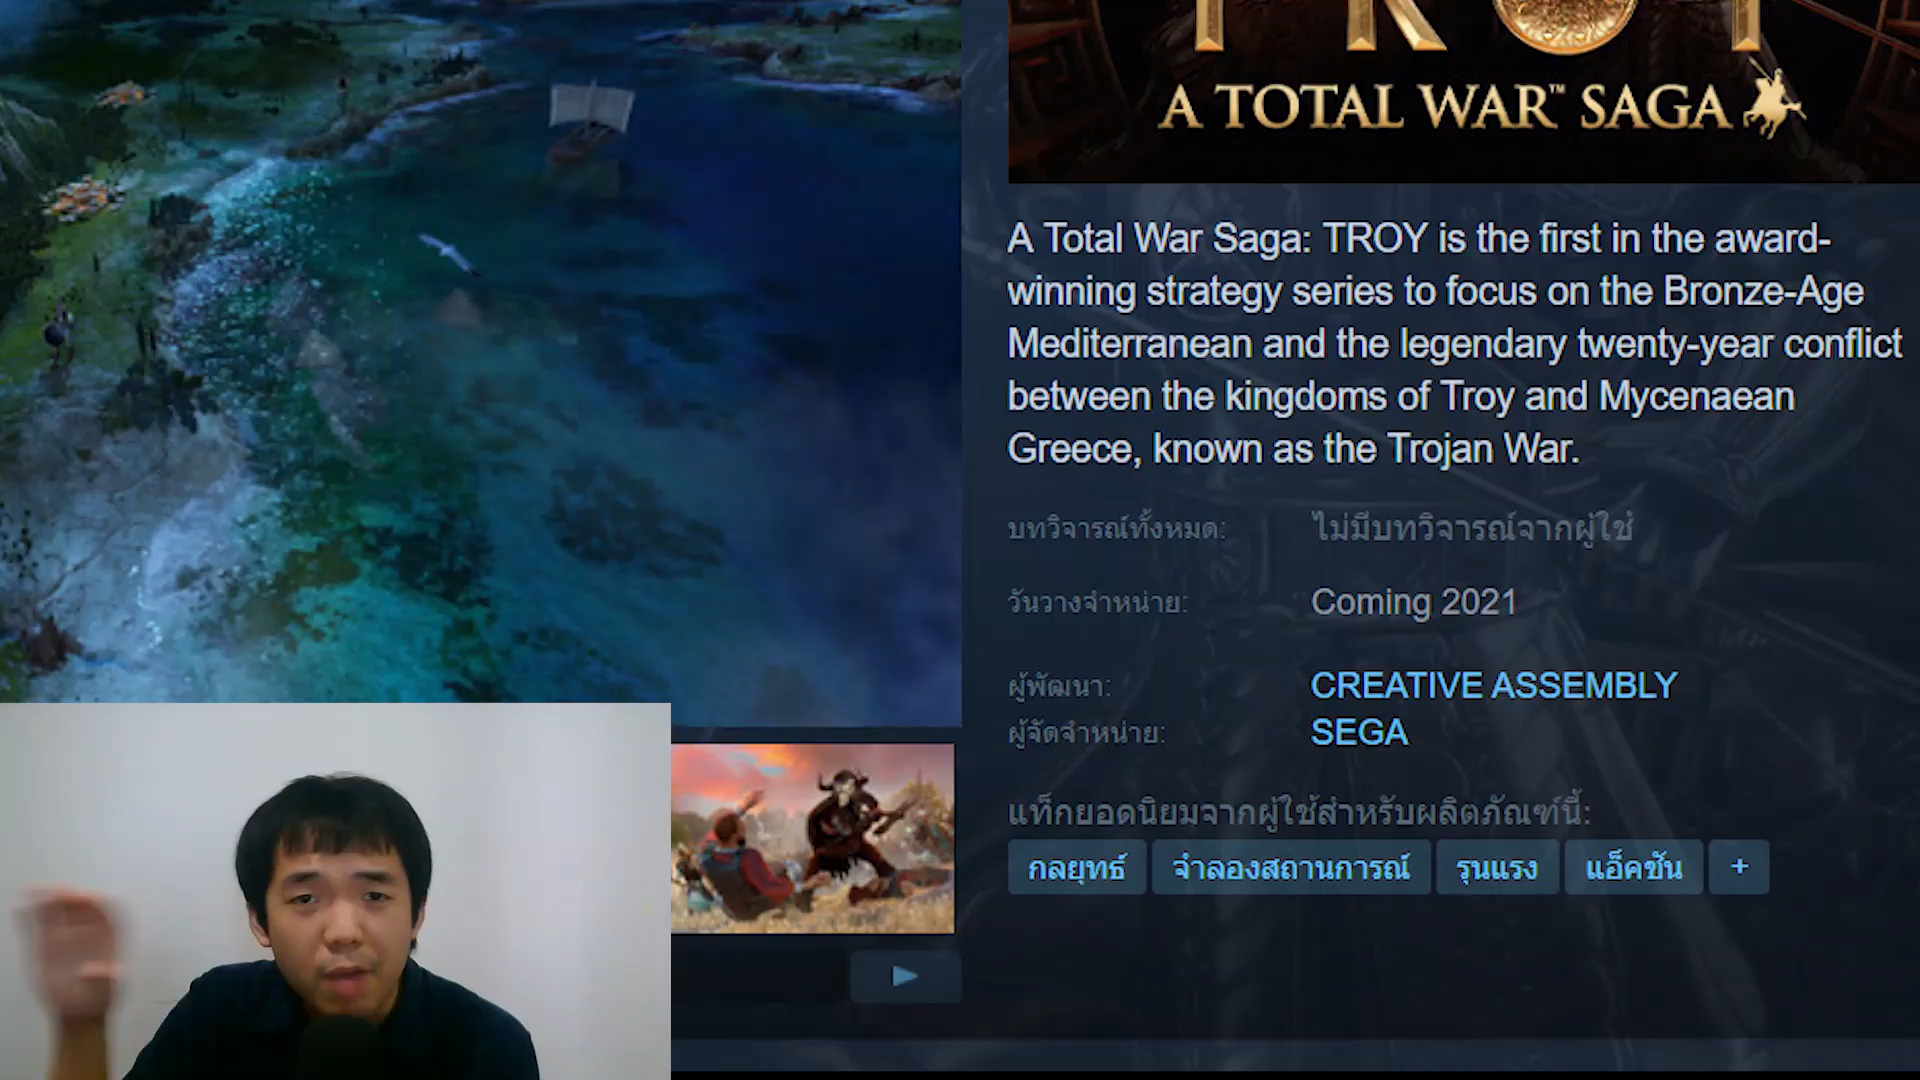 TROY
A TOTAL WAR™ SAGA
A Total War Saga: TROY is the first in the award-
winning strategy series to focus on the Bronze-Age
Mediterranean and the legendary twenty-year conflict
between the kingdoms of Troy and Mycenaean
Greece, known as the Trojan War.
บทวิจารณ์ทั้งหมด: ไม่มีบทวิจารณ์จากผู้ใช้
วันวางจำหน่าย: Coming 2021
ผู้พัฒนา: CREATIVE ASSEMBLY
ผู้จัดจำหน่าย: SEGA
แท็กยอดนิยมจากผู้ใช้สำหรับผลิตภัณฑ์นี้:
กลยุทธ์ จำลองสถานการณ์ รุนแรง แอ็คชัน +